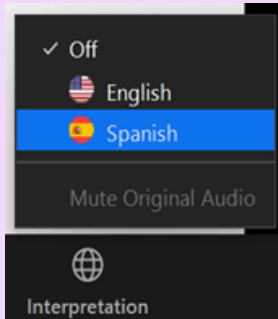 Off
English
Spanish
Mute Original Audio
Interpretation